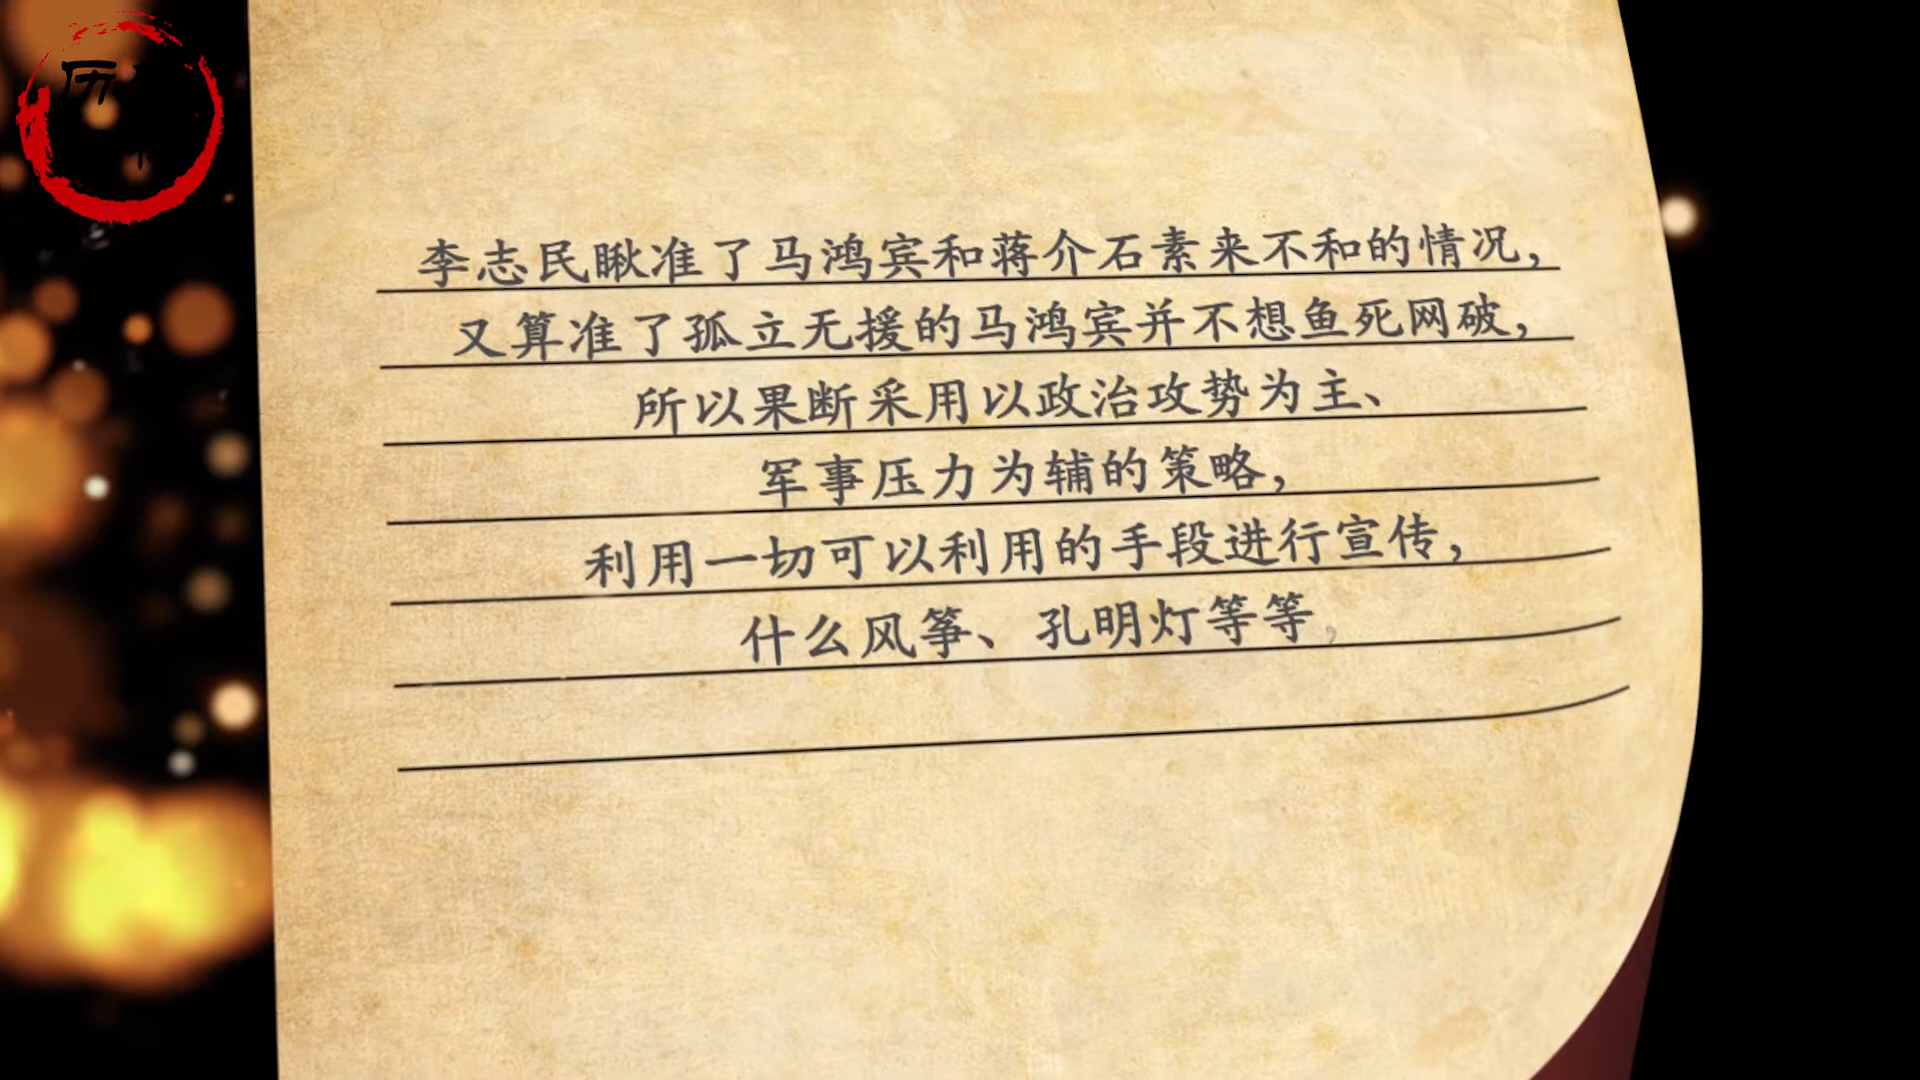 历
李志民瞅准了马鸿宾和蒋介石素来不和的情况，
又算准了孤立无援的马鸿宾并不想鱼死网破，
所以果断采用以政治攻势为主、
军事压力为辅的策略，
利用一切可以利用的手段进行宣传，
什么风筝、孔明灯等等，